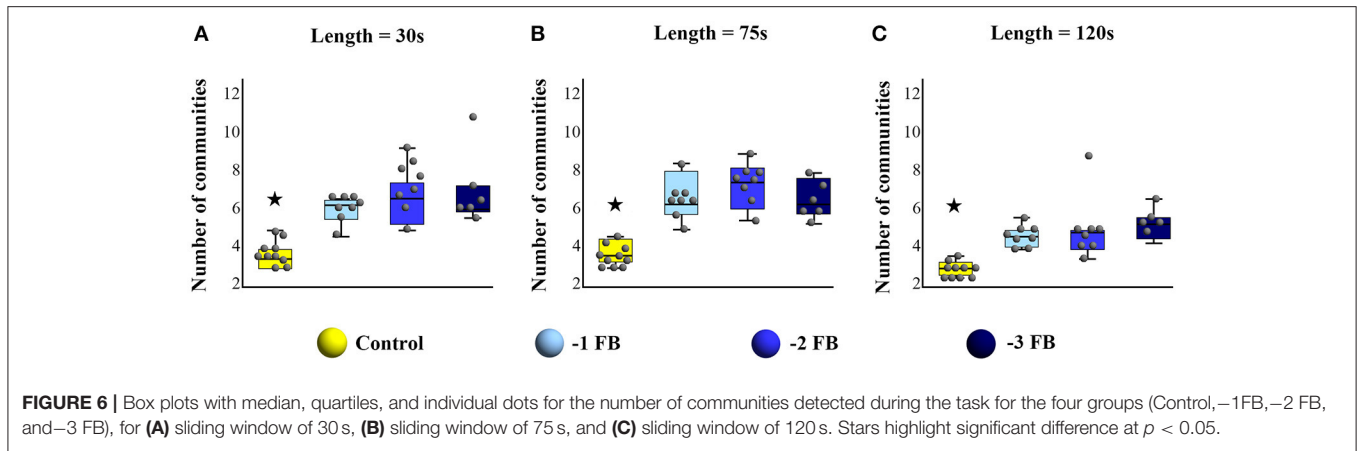 A Length = 30s B Length = 75s C Length = 120s
Number of communities
12
10
8
6
4
2
Number of communities
12
10
8
6
4
2
Number of communities
12
10
8
6
4
2
Control -1 FB -2 FB -3 FB
FIGURE 6 | Box plots with median, quartiles, and individual dots for the number of communities detected during the task for the four groups (Control,−1FB,−2 FB,
and−3 FB), for (A) sliding window of 30 s, (B) sliding window of 75 s, and (C) sliding window of 120 s. Stars highlight significant difference at p < 0.05.